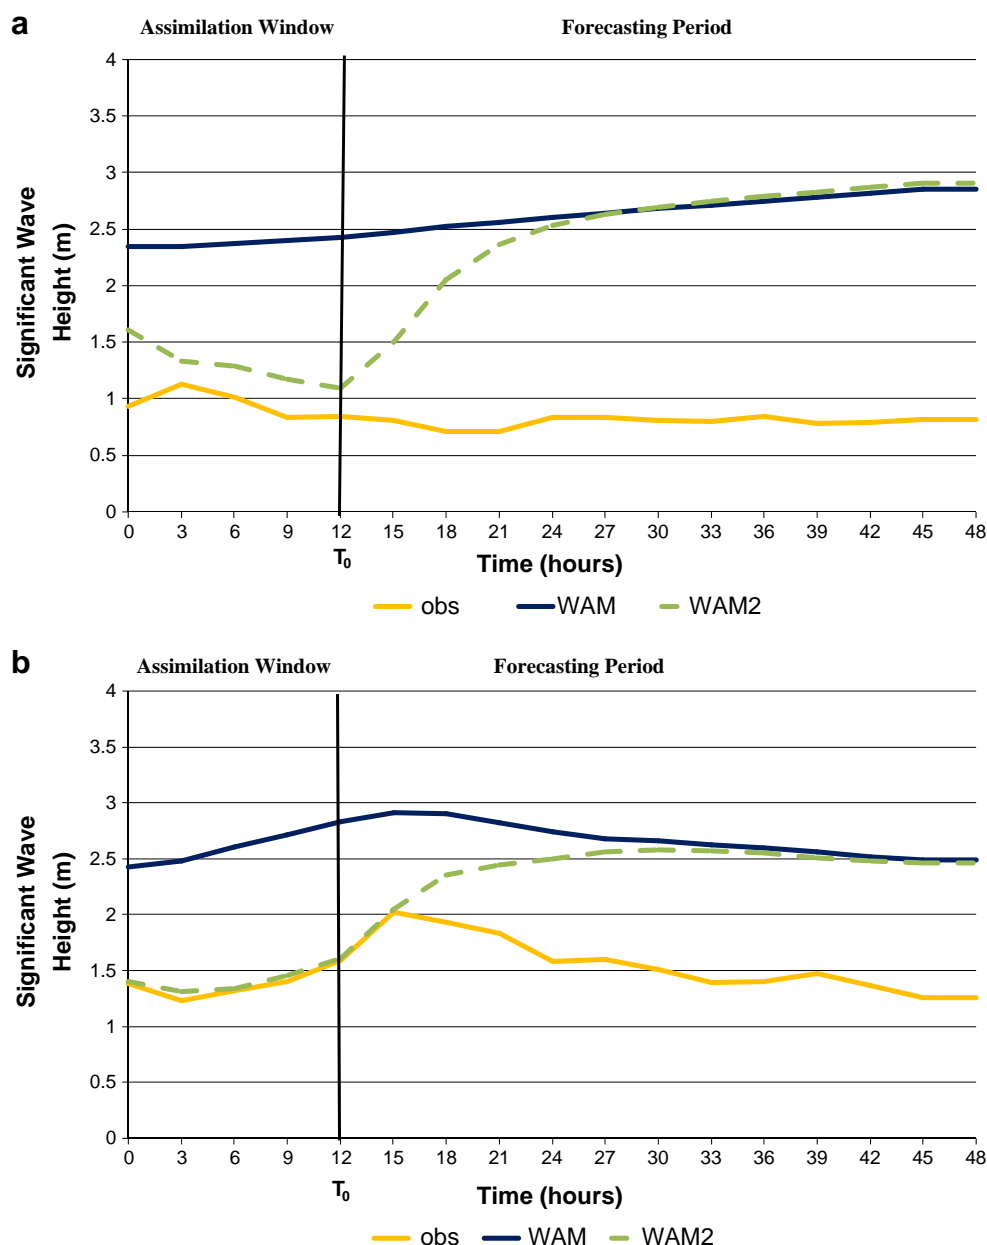 a
Assimilation Window Forecasting Period
4
3.5
3
2.5
2
1.5
1
0.5
0
Significant Wave
Height (m)
0 3 6 9 12 15 18 21 24 27 30 33 36 39 42 45 48
T0
Time (hours)
obs WAM WAM2
b
Assimilation Window Forecasting Period
4
3.5
3
2.5
2
1.5
1
0.5
0
Significant Wave
Height (m)
0 3 6 9 12 15 18 21 24 27 30 33 36 39 42 45 48
T0
Time (hours)
obs WAM WAM2